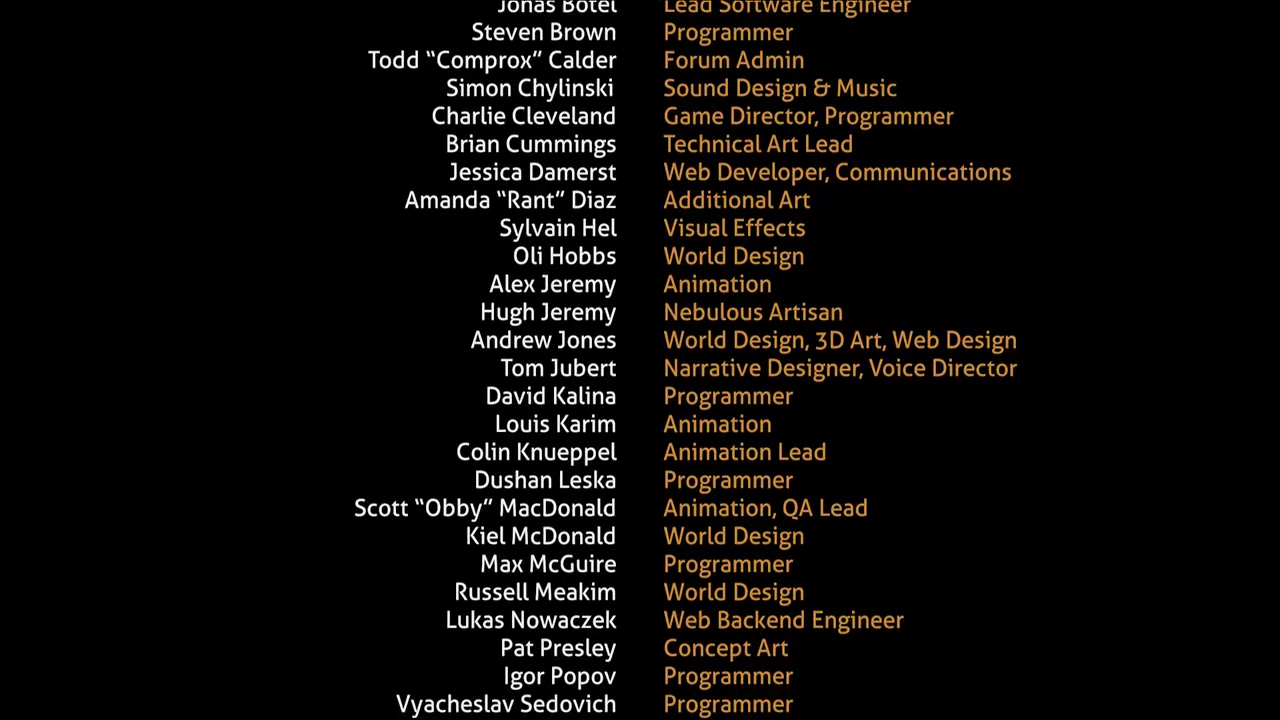 Jonas Bötel Lead Software Engineer
Steven Brown Programmer
Todd “Comprox” Calder Forum Admin
Simon Chylinski Sound Design & Music
Charlie Cleveland Game Director, Programmer
Brian Cummings Technical Art Lead
Jessica Damerst Web Developer, Communications
Amanda “Rant” Diaz Additional Art
Sylvain Hel Visual Effects
Oli Hobbs World Design
Alex Jeremy Animation
Hugh Jeremy Nebulous Artisan
Andrew Jones World Design, 3D Art, Web Design
Tom Jubert Narrative Designer, Voice Director
David Kalina Programmer
Louis Karim Animation
Colin Knueppel Animation Lead
Dushan Leska Programmer
Scott “Obby” MacDonald Animation, QA Lead
Kiel McDonald World Design
Max McGuire Programmer
Russell Meakim World Design
Lukas Nowaczek Web Backend Engineer
Pat Presley Concept Art
Igor Popov Programmer
Vyacheslav Sedovich Programmer